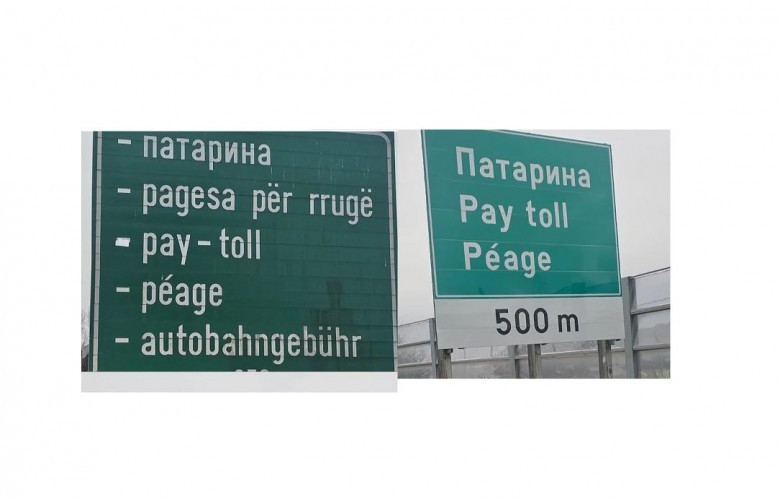 - патарина
- pagesa për rrugë
- pay-toll
- péage
- autobahngebühr
Патарина
Pay toll
Péage
500 m